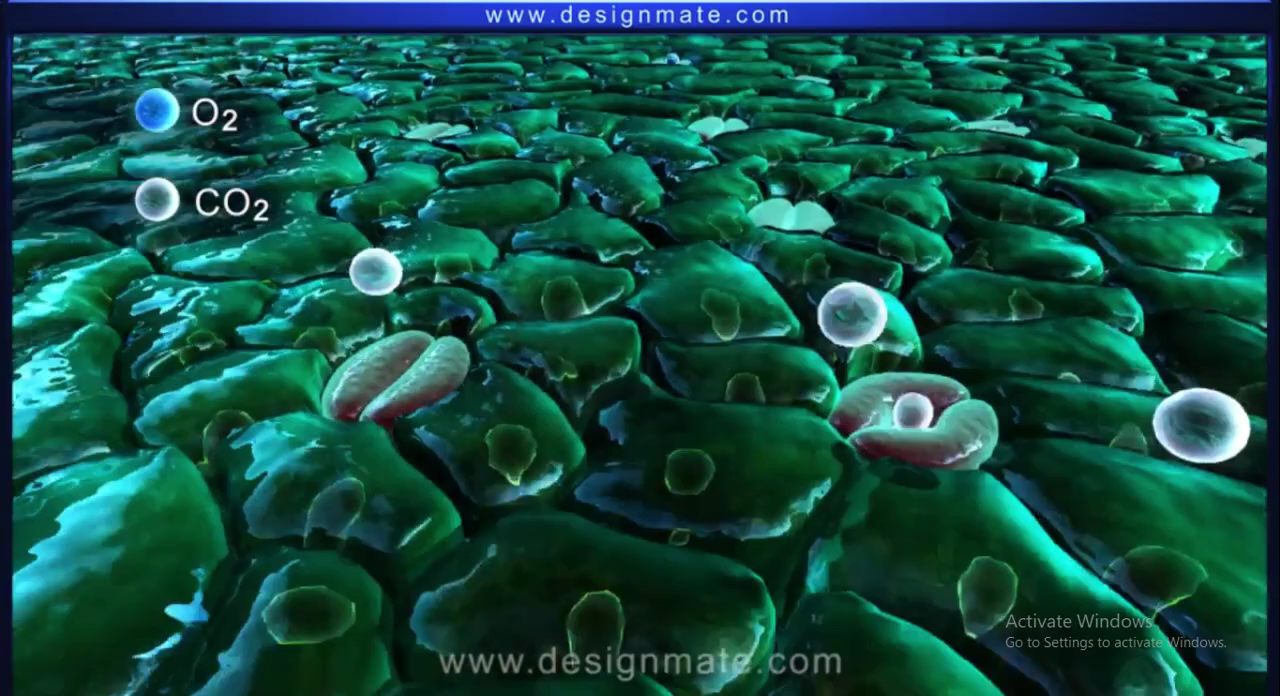 www.designmate.com
O2
CO2
Activate Windows
Go to Settings to activate Windows.
www.designmate.com